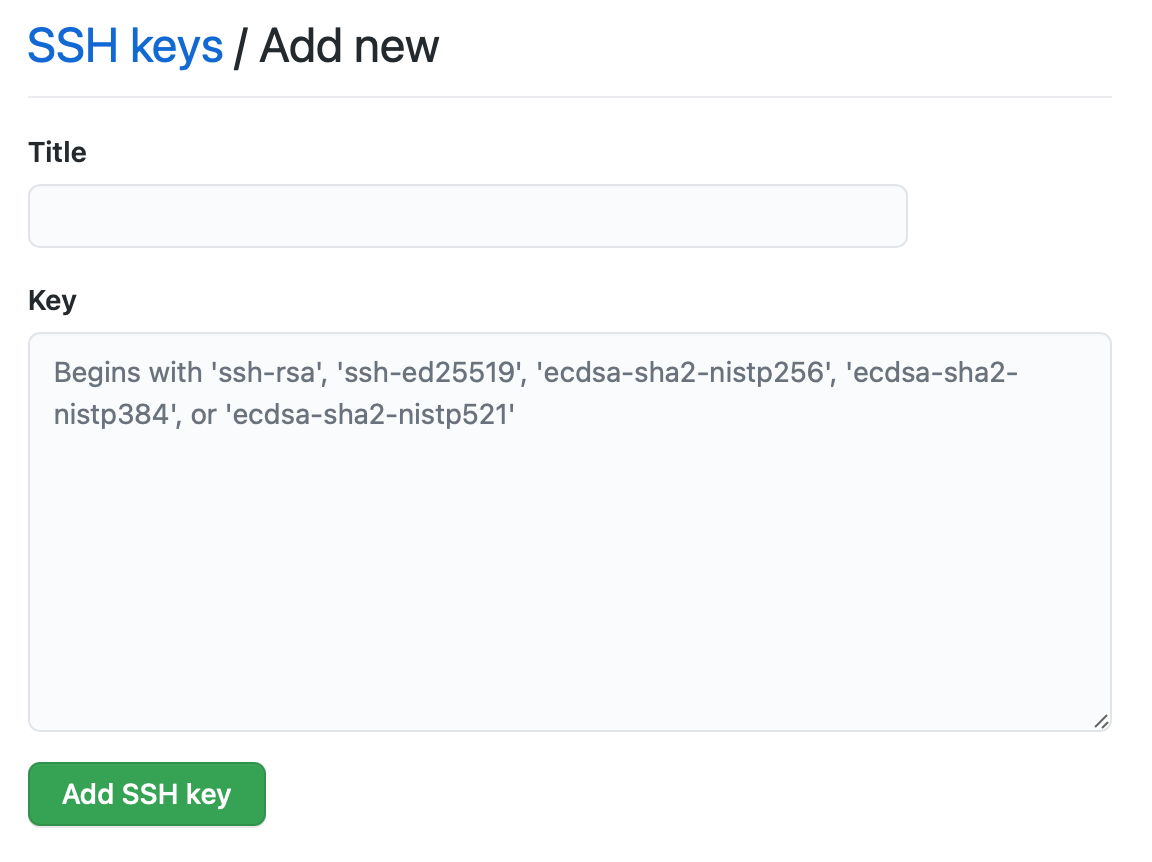 SSH keys / Add new
Title
Key
Begins with 'ssh-rsa', 'ssh-ed25519', 'ecdsa-sha2-nistp256', 'ecdsa-sha2-
nistp384', or 'ecdsa-sha2-nistp521'
Add SSH key